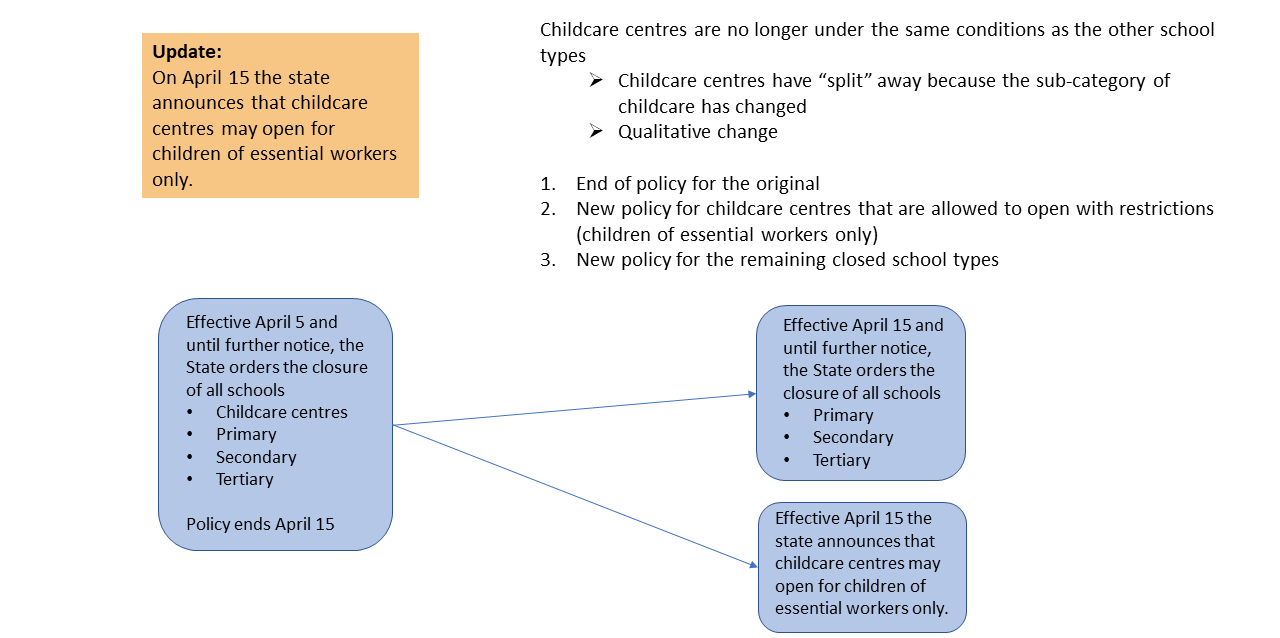 Update:
On April 15 the state
announces that childcare
centres may open for
children of essential workers
only.
Childcare centres are no longer under the same conditions as the other school
types
➢ Childcare centres have “split” away because the sub-category of
childcare has changed
➢ Qualitative change
1. End of policy for the original
2. New policy for childcare centres that are allowed to open with restrictions
(children of essential workers only)
3. New policy for the remaining closed school types
Effective April 5 and
until further notice, the
State orders the closure
of all schools
• Childcare centres
• Primary
• Secondary
• Tertiary
Policy ends April 15
Effective April 15 and
until further notice,
the State orders the
closure of all schools
• Primary
• Secondary
• Tertiary
Effective April 15 the
state announces that
childcare centres may
open for children of
essential workers only.